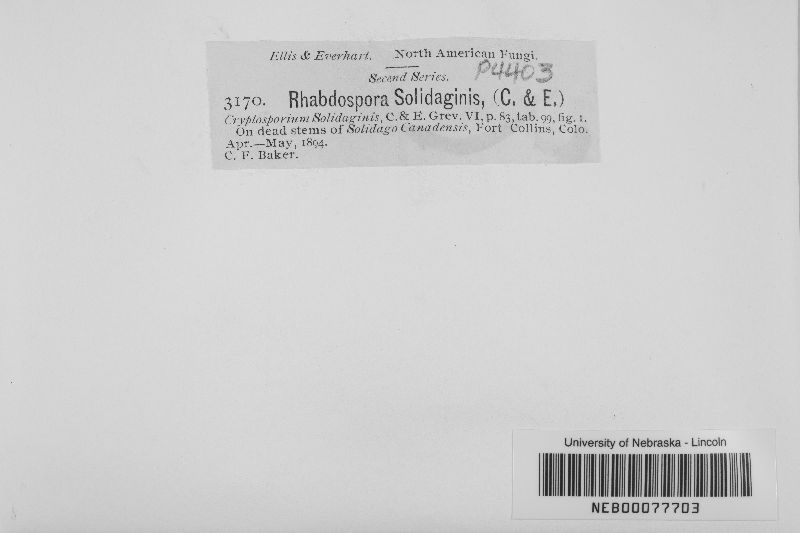 Ellis & Everhart. North American Fungi.
Second Series. P4403
3170. Rhabdospora Solidaginis, (C. & E.)
Cryptosporium Solidaginis, C. & E. Grev. VI, p. 83, tab. 99, fig. 1.
On dead stems of Solidago Canadensis, Fort Collins, Colo.
Apr.—May, 1894.
C. F. Baker.
University of Nebraska - Lincoln
NEB00077703